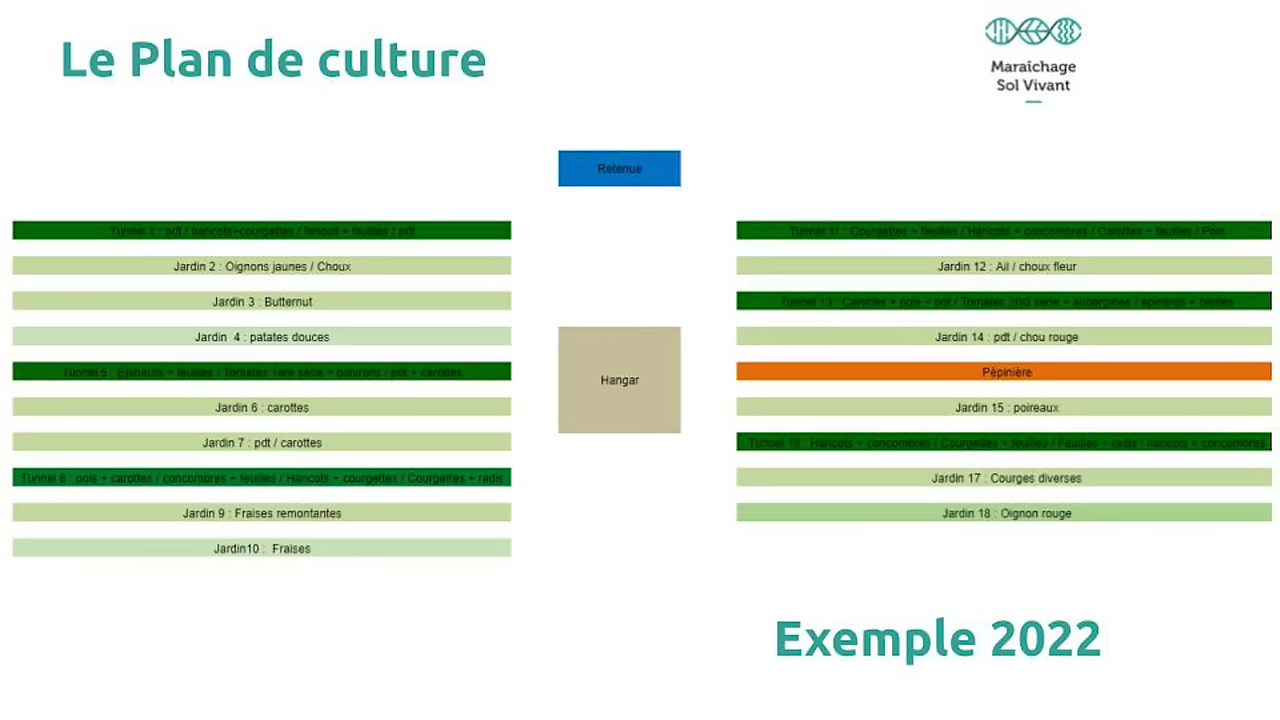 Le Plan de culture
Maraîchage
Sol Vivant
Retenue
Tunnel 1 : pdt / haricots+courgettes / fenouil + feuilles / pdt
Jardin 2 : Oignons jaunes / Choux
Jardin 3 : Butternut
Jardin 4 : patates douces
Tunnel 5 : Epinards + feuilles / Tomates 1ere série + poivrons / pdt + carottes
Jardin 6 : carottes
Jardin 7 : pdt / carottes
Tunnel 8 : pois + carottes / concombres + feuilles / Haricots + courgettes / Courgettes + radis
Jardin 9 : Fraises remontantes
Jardin10 : Fraises
Hangar
Tunnel 11 : Courgettes + feuilles / Haricots + concombres / Carottes + feuilles / Pois
Jardin 12 : Ail / choux fleur
Tunnel 13 : Carottes + pois + pdt / Tomates 2nd série + aubergines / epinards + blettes
Jardin 14 : pdt / chou rouge
Pépinière
Jardin 15 : poireaux
Tunnel 16 : Haricots + concombres / Courgettes + feuilles / Feuilles + radis / haricots + concombres
Jardin 17 : Courges diverses
Jardin 18 : Oignon rouge
Exemple 2022